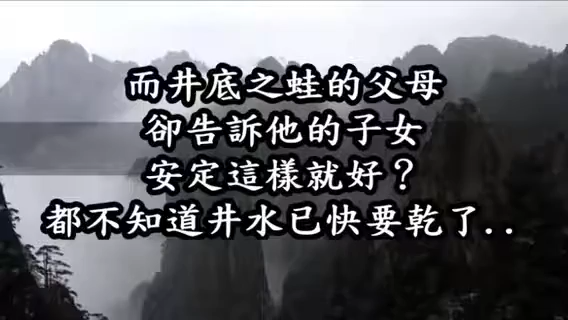 而井底之蛙的父母
卻告訴他的子女
安定這樣就好？
都不知道井水已快要乾了..